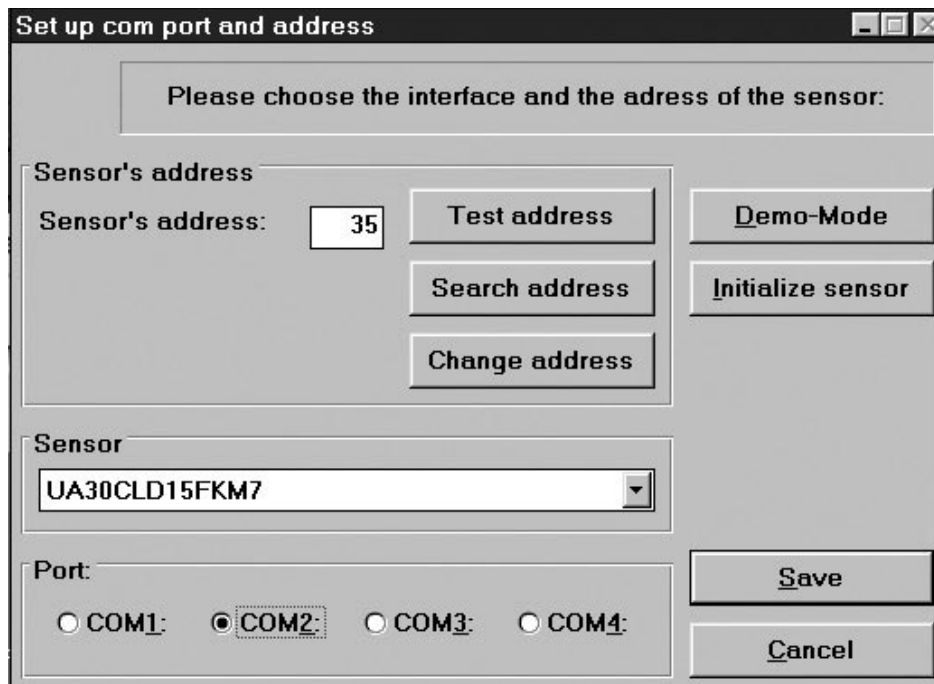 Set up com port and address
Please choose the interface and the adress of the sensor:
Sensor's address
Sensor's address: 35
Test address
Search address
Change address
Demo-Mode
Initialize sensor
Sensor
UA30CLD15FKM7
Port:
COM1: COM2: COM3: COM4:
Save
Cancel